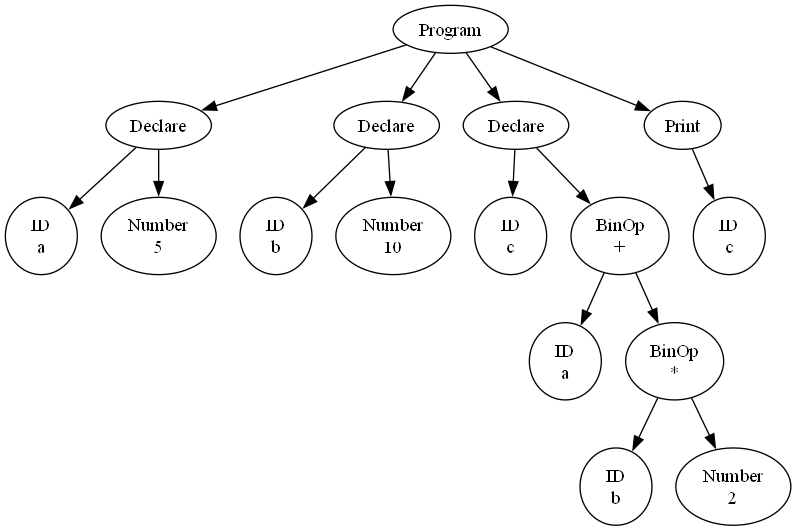 Program
Declare
Declare
Declare
Print
ID
a
Number
5
ID
b
Number
10
ID
c
BinOp
+
ID
c
ID
a
BinOp
*
ID
b
Number
2